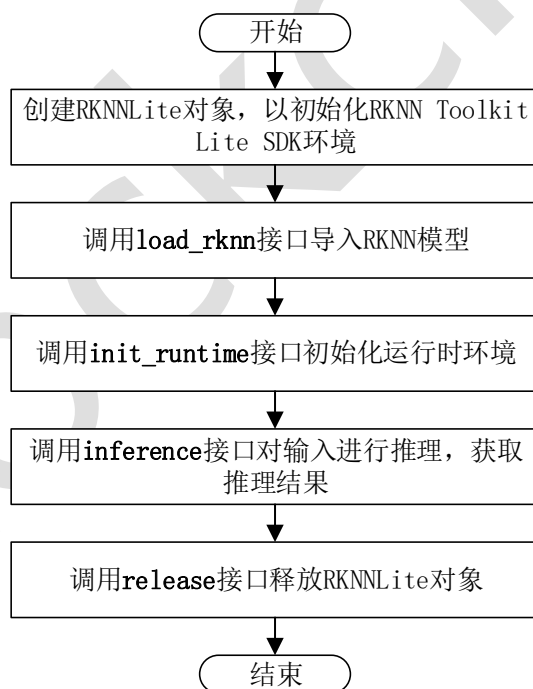 开始
创建RKNNLite对象，以初始化RKNN Toolkit
Lite SDK环境
调用load_rknn接口导入RKNN模型
调用init_runtime接口初始化运行时环境
调用inference接口对输入进行推理，获取
推理结果
调用release接口释放RKNNLite对象
结束